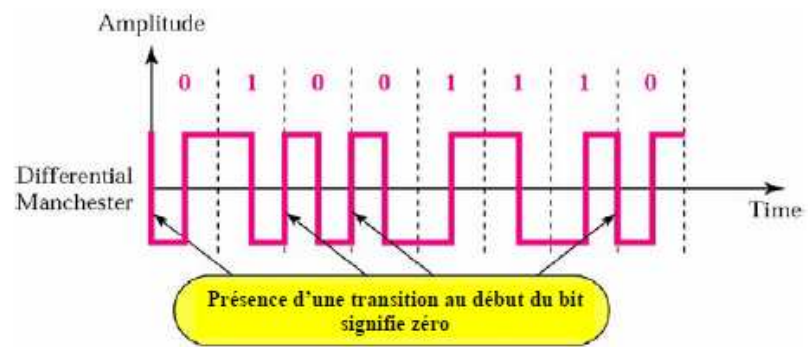 Amplitude
0 1 0 0 1 1 1 0
Differential
Manchester
Time
Présence d'une transition au début du bit
signifie zéro